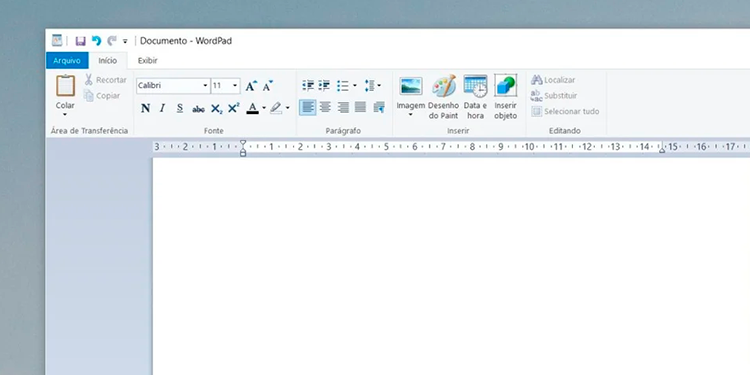 Documento - WordPad
Arquivo Início Exibir
Colar
Recortar
Copiar
Área de Transferência
Calibri 11 A A
N I S abc X₂ X² A
Fonte
Parágrafo
Imagem
Desenho
do Paint
Data e
hora
Inserir
objeto
Inserir
Localizar
Substituir
Selecionar tudo
Editando
3 2 1 1 2 3 4 5 6 7 8 9 10 11 12 13 14 15 16 17